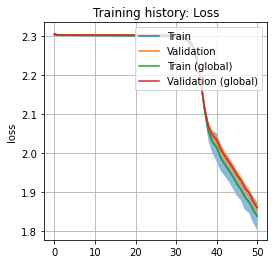 Training history: Loss
Train
Validation
Train (global)
Validation (global)
loss
2.3
2.2
2.1
2.0
1.9
1.8
0 10 20 30 40 50